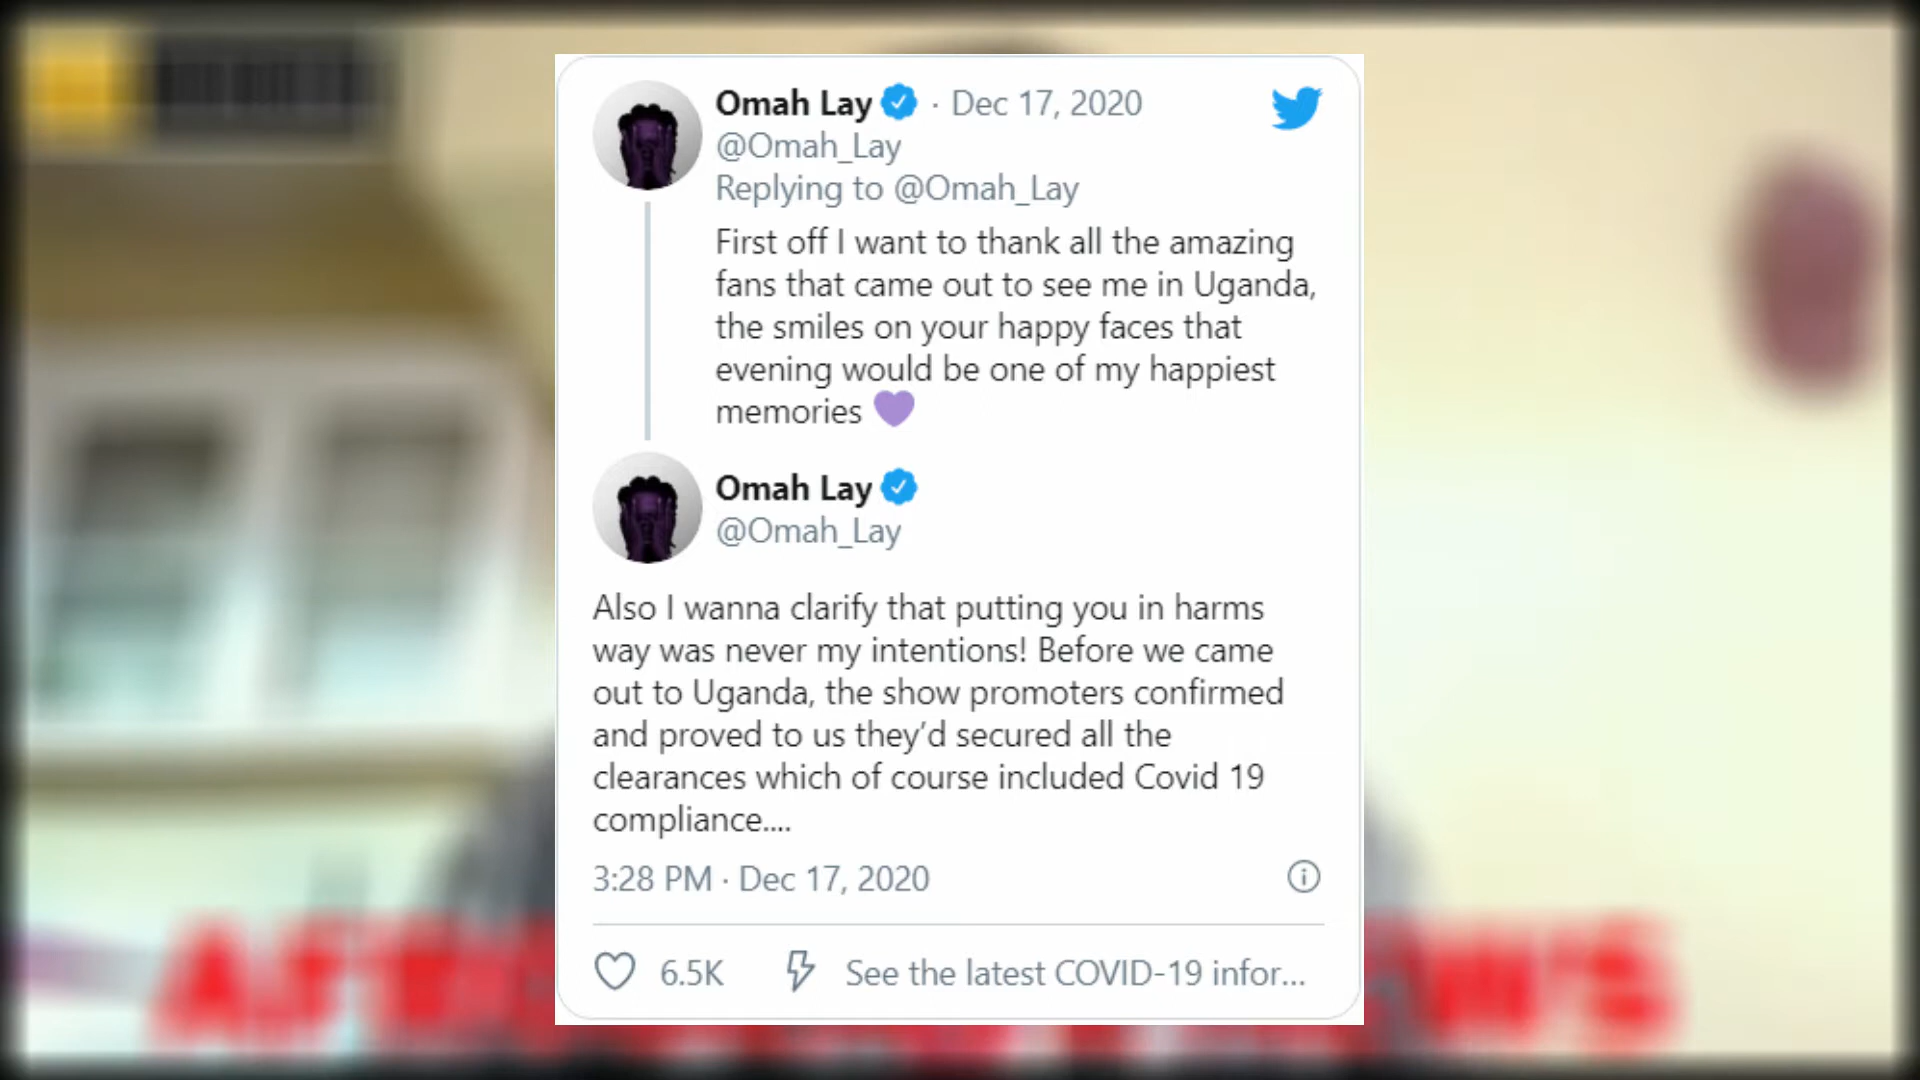 Omah Lay · Dec 17, 2020
@Omah_Lay
Replying to @Omah_Lay
First off I want to thank all the amazing
fans that came out to see me in Uganda,
the smiles on your happy faces that
evening would be one of my happiest
memories 💜
Omah Lay
@Omah_Lay
Also I wanna clarify that putting you in harms
way was never my intentions! Before we came
out to Uganda, the show promoters confirmed
and proved to us they’d secured all the
clearances which of course included Covid 19
compliance....
3:28 PM · Dec 17, 2020
6.5K See the latest COVID-19 infor...